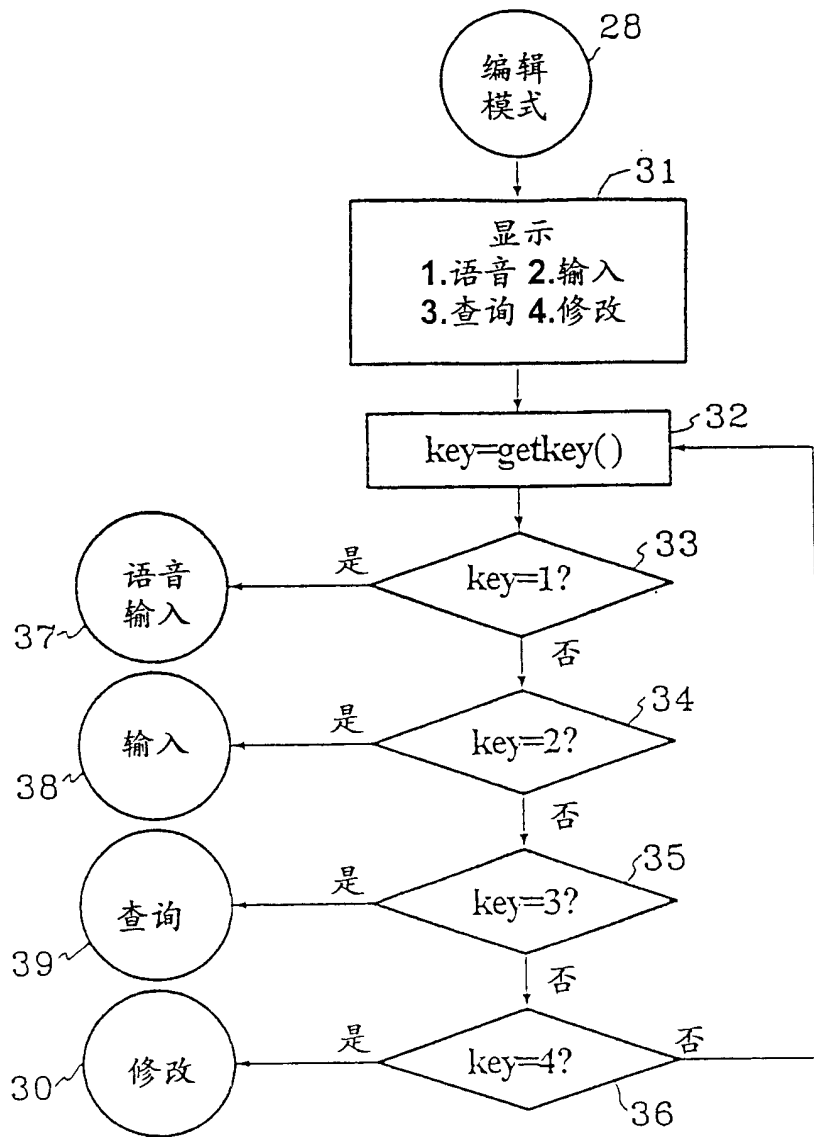 28
编辑
模式
31
显示
1.语音 2.输入
3.查询 4.修改
32
key=getkey()
33
key=1?
是
语音
输入
37
否
34
key=2?
是
输入
38
否
35
key=3?
是
查询
39
否
key=4?
是
否
修改
30
36